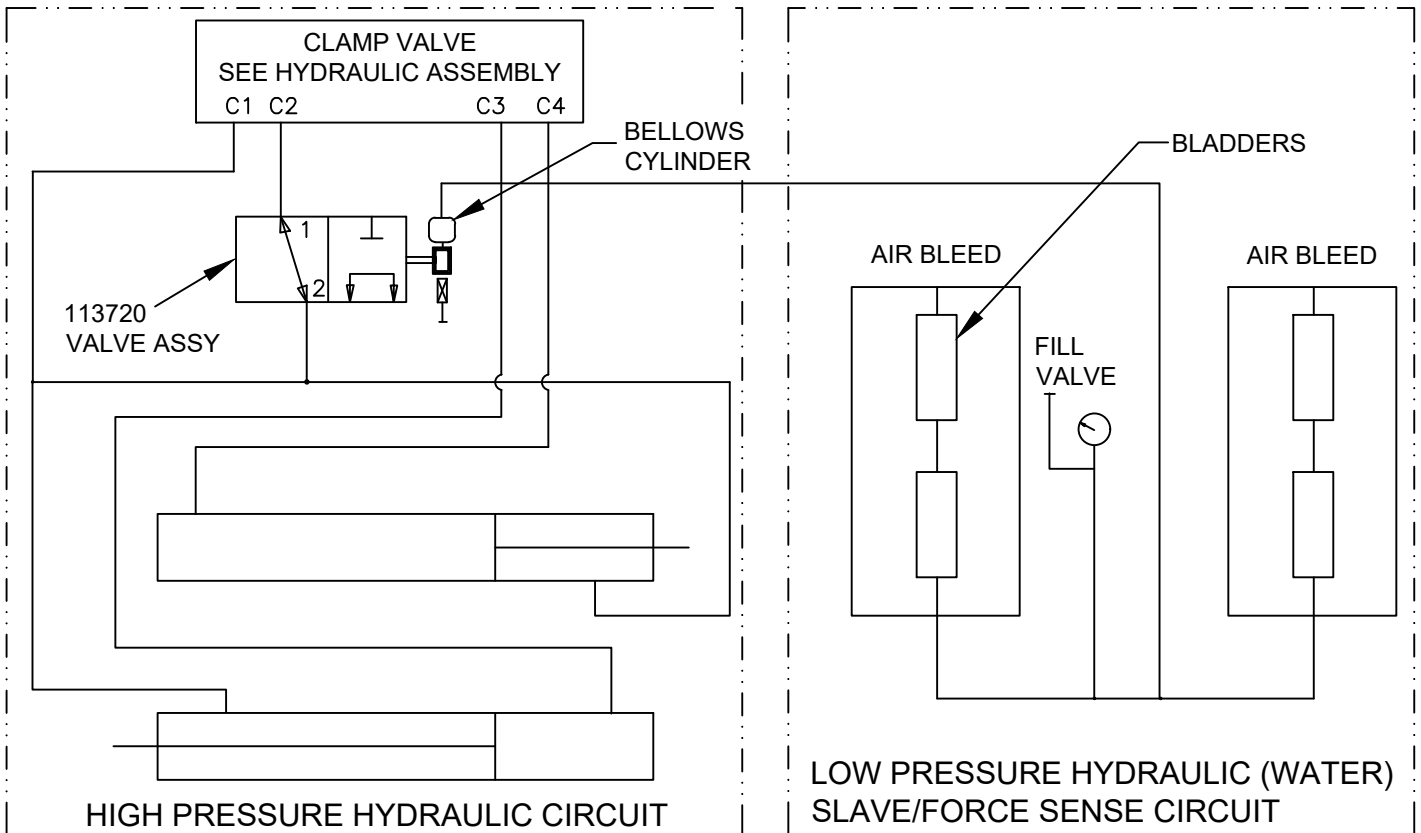 CLAMP VALVE
SEE HYDRAULIC ASSEMBLY
C1 C2 C3 C4
BELLOWS
CYLINDER
1
2
113720
VALVE ASSY
HIGH PRESSURE HYDRAULIC CIRCUIT
BLADDERS
AIR BLEED
AIR BLEED
FILL
VALVE
LOW PRESSURE HYDRAULIC (WATER)
SLAVE/FORCE SENSE CIRCUIT